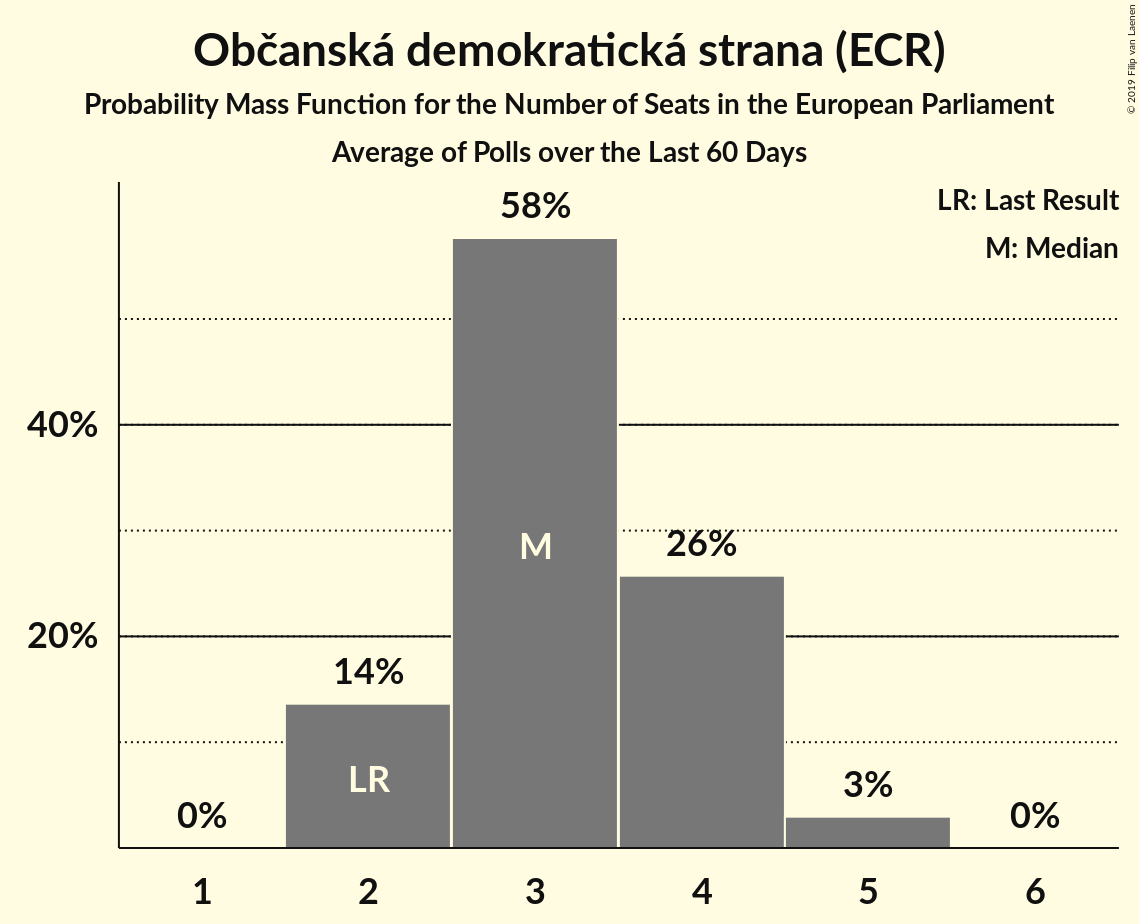 Občanská demokratická strana (ECR)
Probability Mass Function for the Number of Seats in the European Parliament
Average of Polls over the Last 60 Days
© 2019 Filip van Laenen
LR: Last Result
M: Median
58%
40%
M
26%
20%
14%
LR
3%
0%
0%
1 2 3 4 5 6